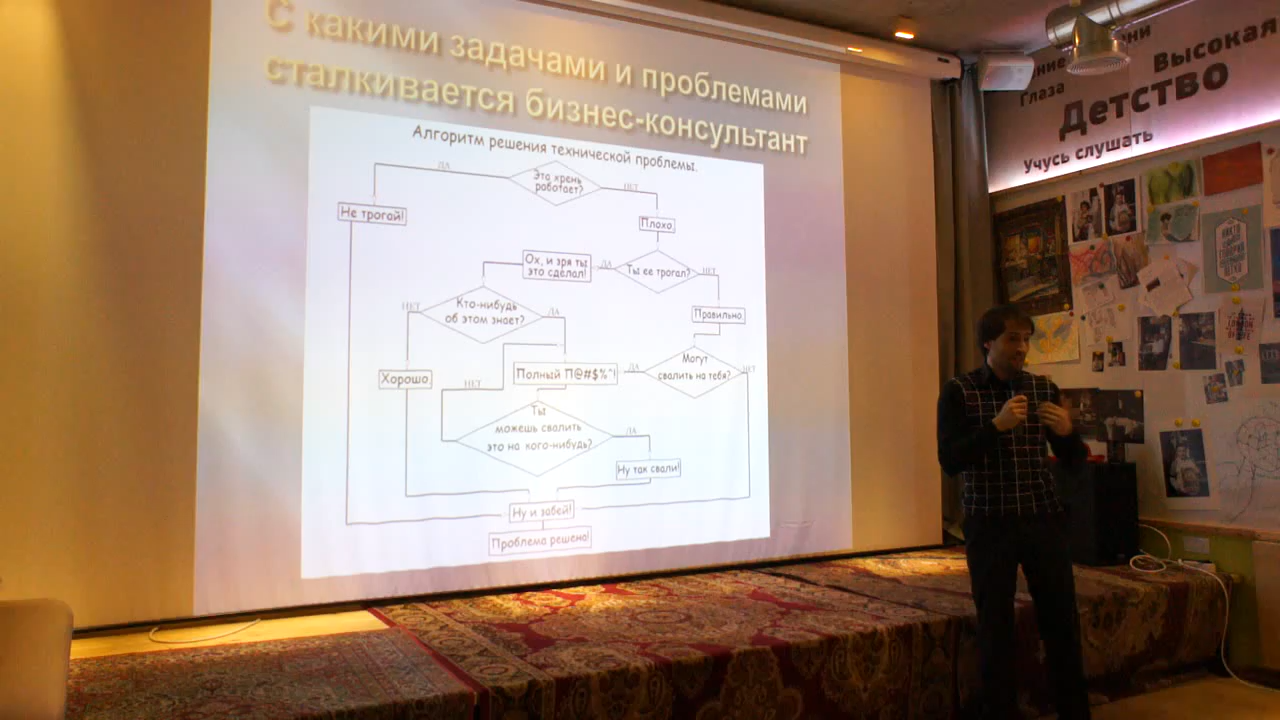 С какими задачами и проблемами
сталкивается бизнес-консультант
Алгоритм решения технической проблемы.
Эта хрень
работает?
ДА
НЕТ
Не трогай!
Плохо.
Ох, и зря ты
это сделал!
ДА
Ты ее трогал?
НЕТ
Кто-нибудь
об этом знает?
НЕТ
ДА
Правильно.
Хорошо.
Полный П@#$%^!
ДА
Могут
свалить на тебя?
НЕТ
НЕТ
Ты
можешь свалить
это на кого-нибудь?
ДА
Ну так свали!
Ну и забей!
Проблема решена!
Высокая
Глаза
Детство
Учусь слушать